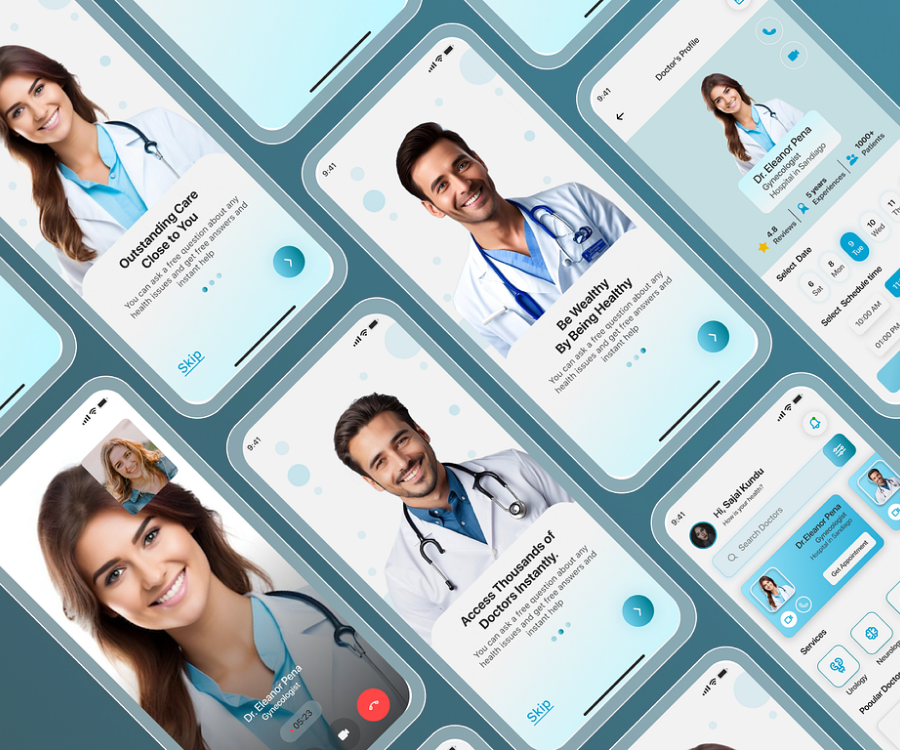 Outstanding Care
Close to You
You can ask a free question about any
health issues and get free answers and
instant help
Skip
9:41
Be Wealthy
By Being Healthy
You can ask a free question about any
health issues and get free answers and
instant help
9:41
Doctor's Profile
Dr. Eleanor Pena
Gynecologist
Hospital in Sandiago
4.8
Reviews
5 years
Experiences
1000+
Patients
Select Date
6
Sat
8
Mon
9
Tue
10
Wed
11
Select Schedule time
10:00 AM
01:00 PM
Dr. Eleanor Pena
Gynecologist
05:23
9:41
Access Thousands of
Doctors Instantly.
You can ask a free question about any
health issues and get free answers and
instant help
Skip
9:41
Hi, Sajal Kundu
How is your health?
Search Doctors
Dr.Eleanor Pena
Gynecologist
Hospital in Sandiago
Get Appointment
Services
Urology